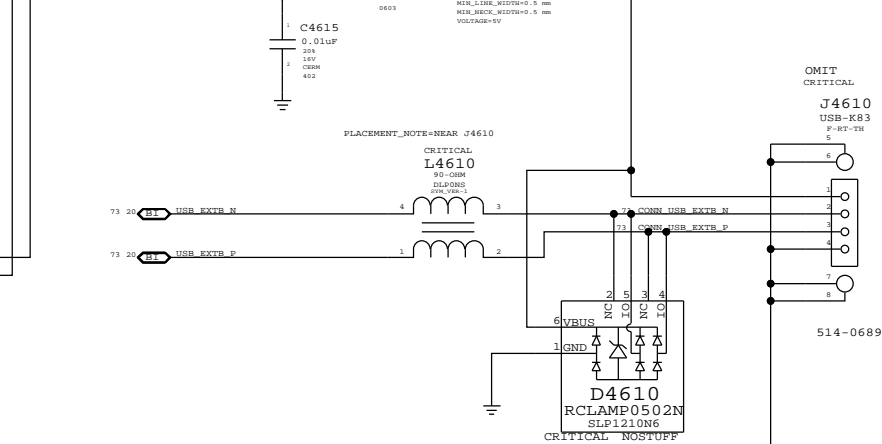 MIN_LINE_WIDTH=0.5 mm
0603
MIN_NECK_WIDTH=0.5 mm
VOLTAGE=5V
1
C4615
0.01uF
20%
16V
2
CERM
402
OMIT
CRITICAL
J4610
USB-K83
F-RT-TH
5
6
PLACEMENT_NOTE=NEAR J4610
CRITICAL
L4610
90-OHM
DLP0NS
SYM_VER-1
1
73 20
BI
USB_EXTB_N
4
3
73
CONN_USB_EXTB_N
2
73
CONN_USB_EXTB_P
3
73 20
BI
USB_EXTB_P
1
2
4
7
8
2
5
3
4
NC
IO
NC
IO
6
VBUS
1
GND
514-0689
D4610
RCLAMP0502N
SLP1210N6
CRITICAL NOSTUFF